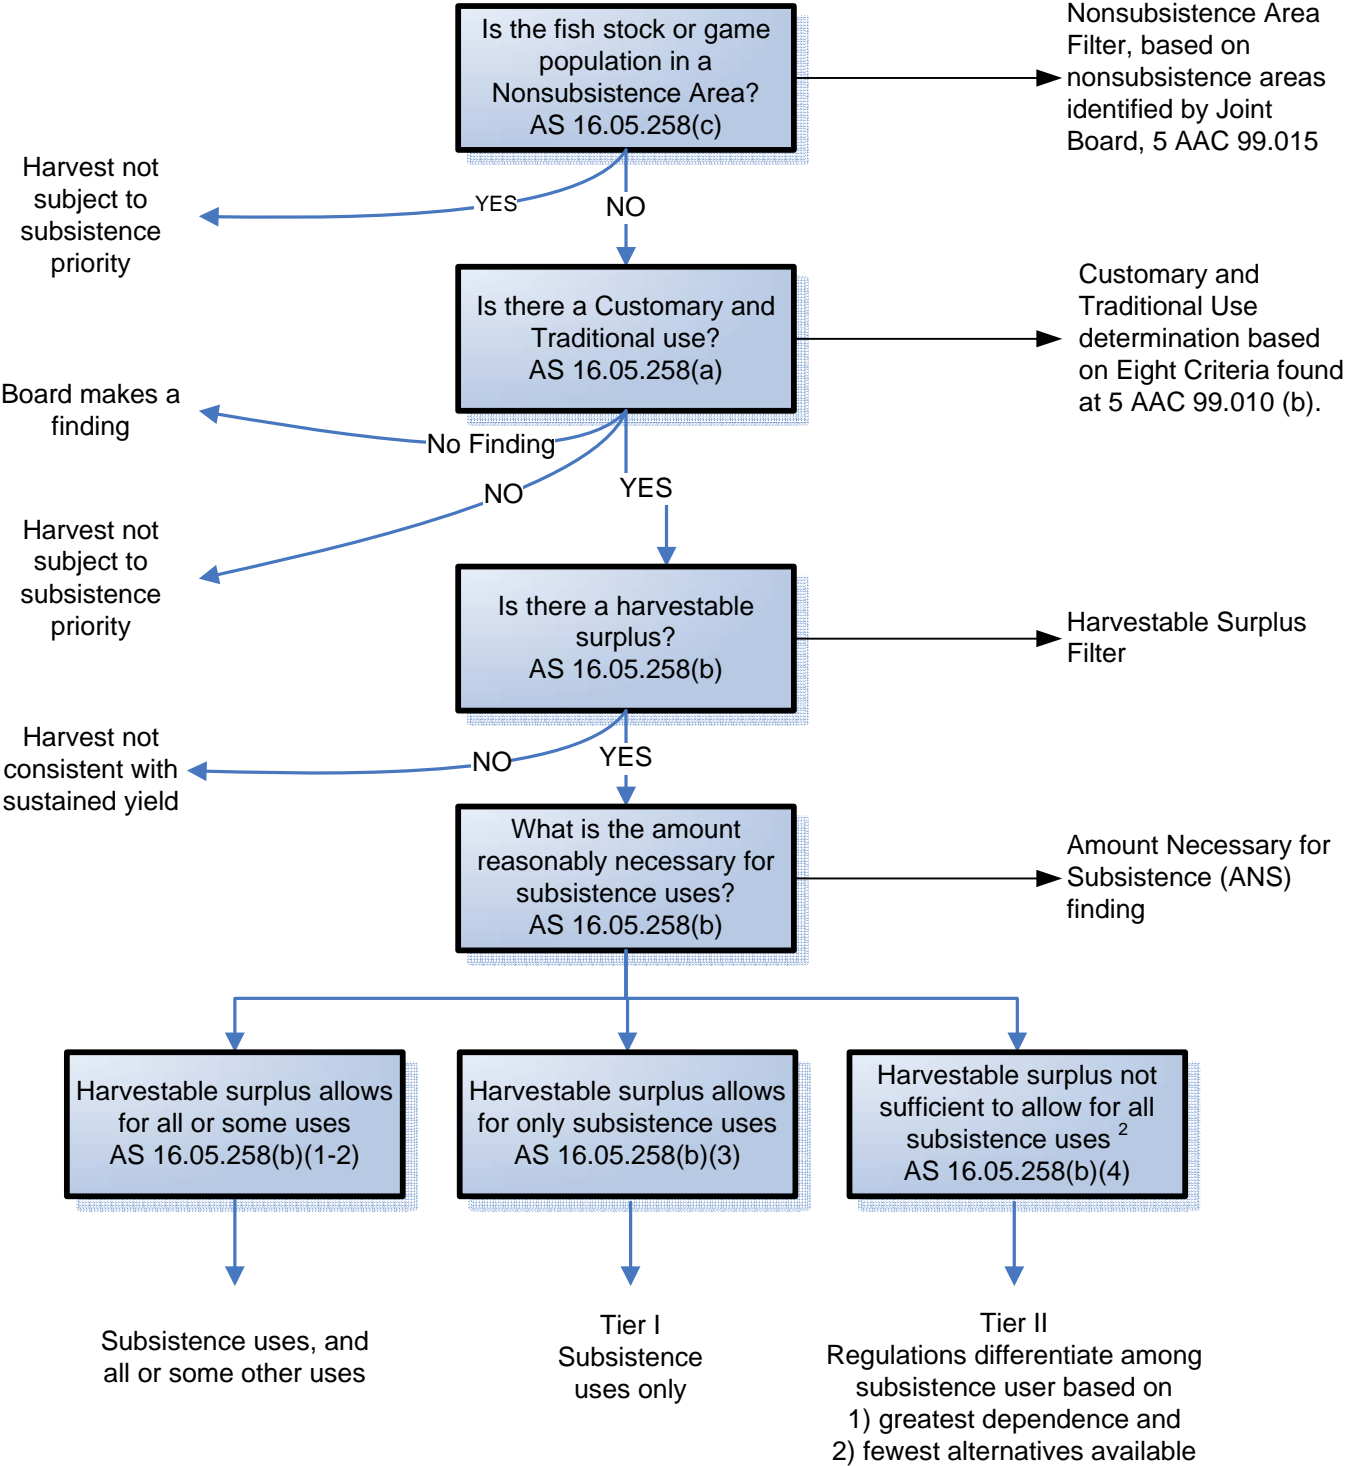 Is the fish stock or game
population in a
Nonsubsistence Area?
AS 16.05.258(c)
Nonsubsistence Area
Filter, based on
nonsubsistence areas
identified by Joint
Board, 5 AAC 99.015
Harvest not
subject to
subsistence
priority
YES
NO
Is there a Customary and
Traditional use?
AS 16.05.258(a)
Customary and
Traditional Use
determination based
on Eight Criteria found
at 5 AAC 99.010 (b).
Board makes a
finding
No Finding
NO
YES
Harvest not
subject to
subsistence
priority
Is there a harvestable
surplus?
AS 16.05.258(b)
Harvestable Surplus
Filter
Harvest not
consistent with
sustained yield
NO
YES
What is the amount
reasonably necessary for
subsistence uses?
AS 16.05.258(b)
Amount Necessary for
Subsistence (ANS)
finding
Harvestable surplus allows
for all or some uses
AS 16.05.258(b)(1-2)
Harvestable surplus allows
for only subsistence uses
AS 16.05.258(b)(3)
Harvestable surplus not
sufficient to allow for all
subsistence uses 2
AS 16.05.258(b)(4)
Subsistence uses, and
all or some other uses
Tier I
Subsistence
uses only
Tier II
Regulations differentiate among
subsistence user based on
1) greatest dependence and
2) fewest alternatives available